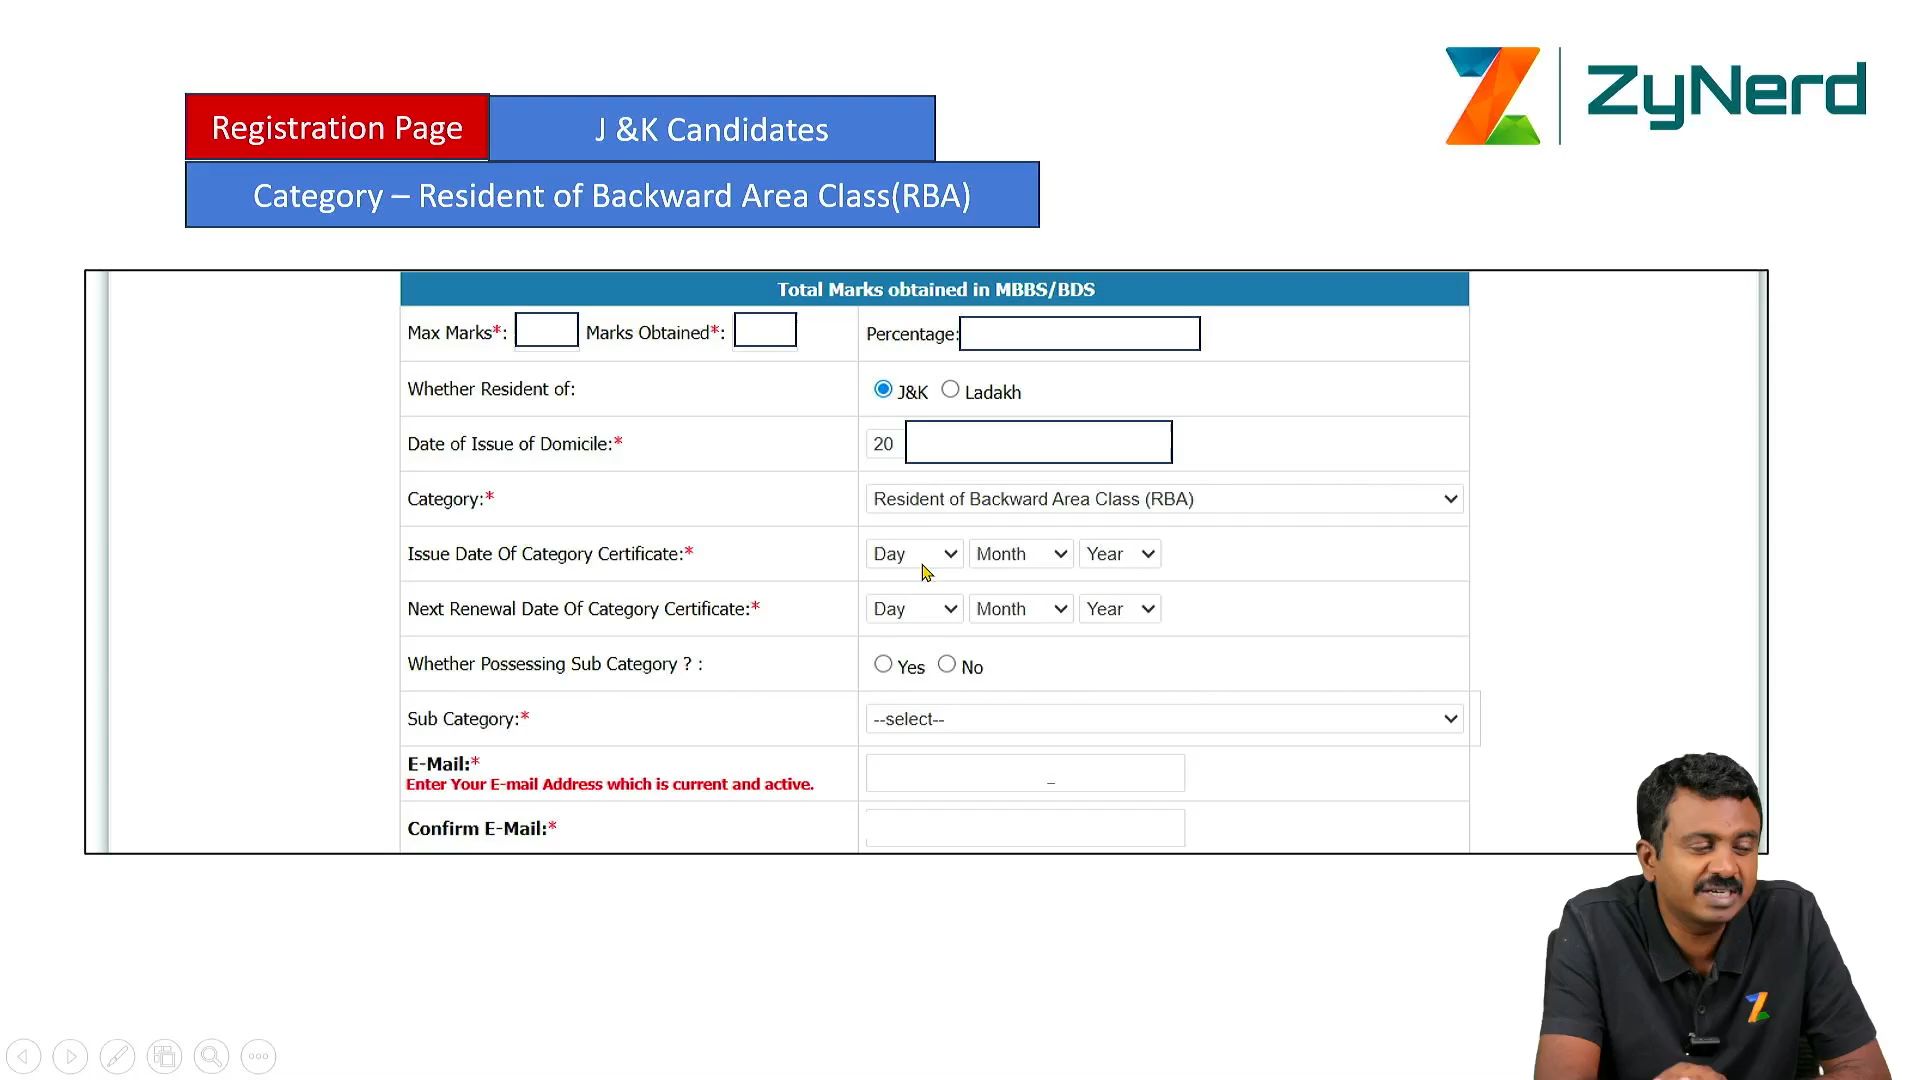 ZyNerd
Registration Page
J &K Candidates
Category – Resident of Backward Area Class(RBA)
Total Marks obtained in MBBS/BDS
Max Marks*: Marks Obtained*: Percentage:
Whether Resident of: J&K Ladakh
Date of Issue of Domicile:* 20
Category:* Resident of Backward Area Class (RBA)
Issue Date Of Category Certificate:* Day Month Year
Next Renewal Date Of Category Certificate:* Day Month Year
Whether Possessing Sub Category ? : Yes No
Sub Category:* --select--
E-Mail:*
Enter Your E-mail Address which is current and active.
Confirm E-Mail:*